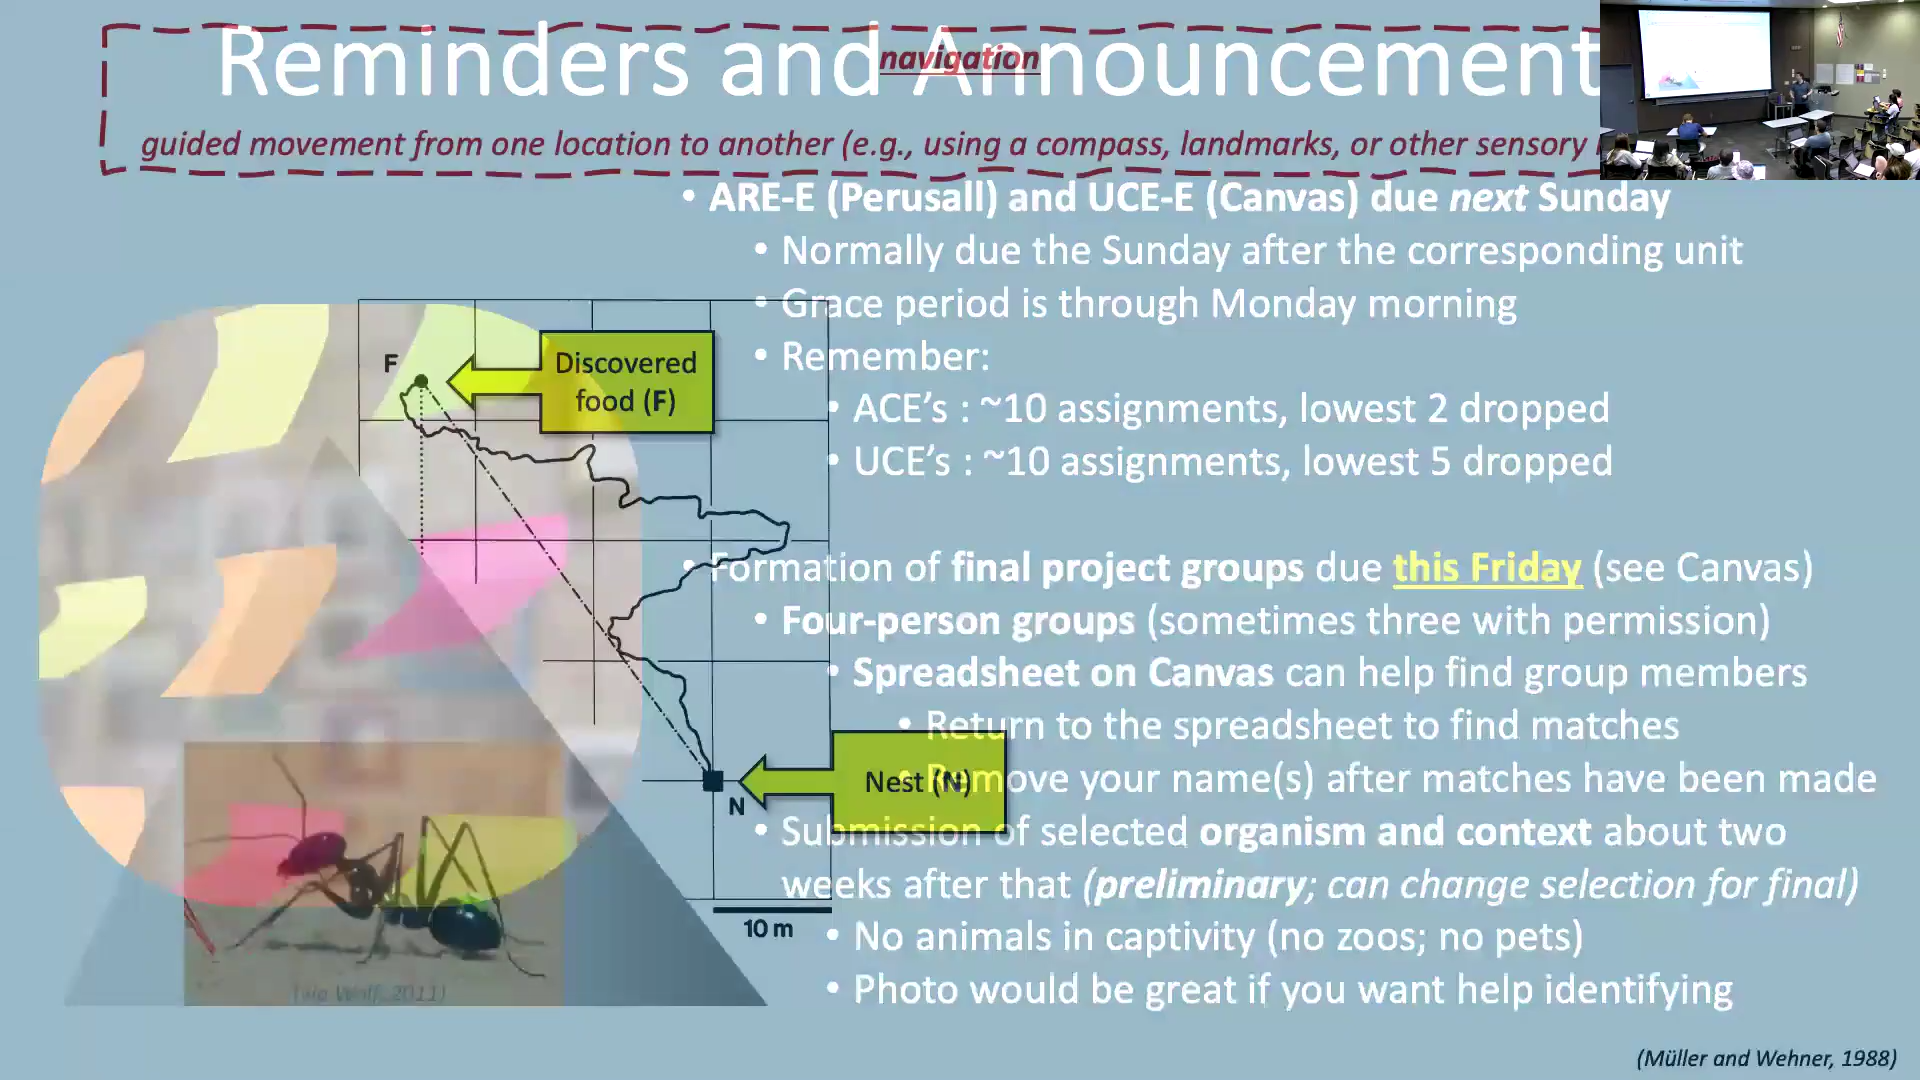 Reminders and Announcement
navigation
guided movement from one location to another (e.g., using a compass, landmarks, or other sensory
• ARE-E (Perusall) and UCE-E (Canvas) due next Sunday
• Normally due the Sunday after the corresponding unit
• Grace period is through Monday morning
• Remember:
• ACE's : ~10 assignments, lowest 2 dropped
• UCE's : ~10 assignments, lowest 5 dropped
F
Discovered
food (F)
• Formation of final project groups due this Friday (see Canvas)
• Four-person groups (sometimes three with permission)
• Spreadsheet on Canvas can help find group members
• Return to the spreadsheet to find matches
• Remove your name(s) after matches have been made
Nest (N)
N
• Submission of selected organism and context about two
weeks after that (preliminary; can change selection for final)
10 m
• No animals in captivity (no zoos; no pets)
• Photo would be great if you want help identifying
(via Wolf, 2011)
(Müller and Wehner, 1988)